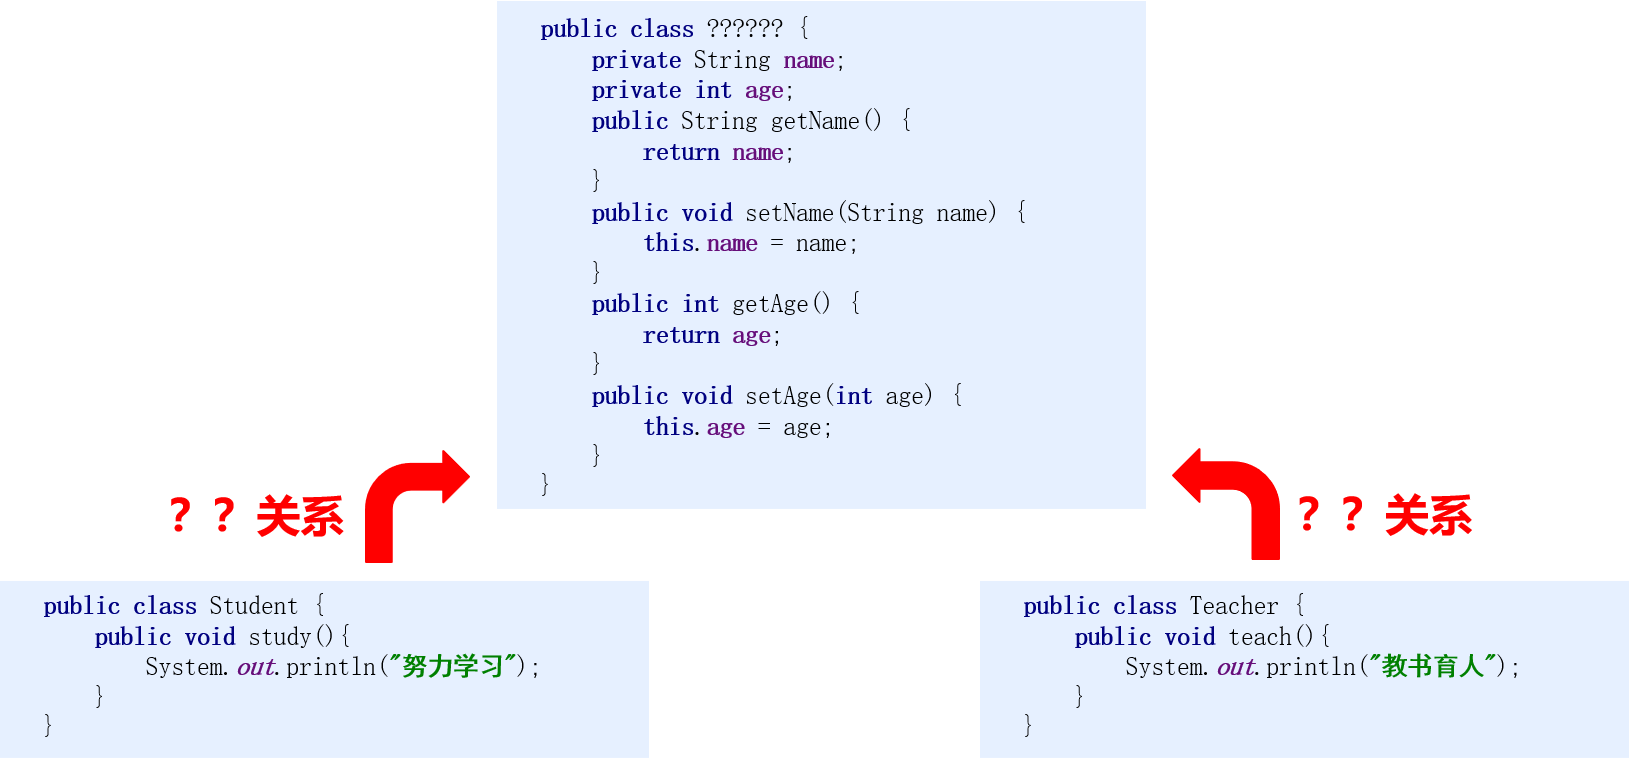 public class ?????? {
    private String name;
    private int age;
    public String getName() {
        return name;
    }
    public void setName(String name) {
        this.name = name;
    }
    public int getAge() {
        return age;
    }
    public void setAge(int age) {
        this.age = age;
    }
}
？？关系
？？关系
public class Student {
    public void study(){
        System.out.println("努力学习");
    }
}
public class Teacher {
    public void teach(){
        System.out.println("教书育人");
    }
}